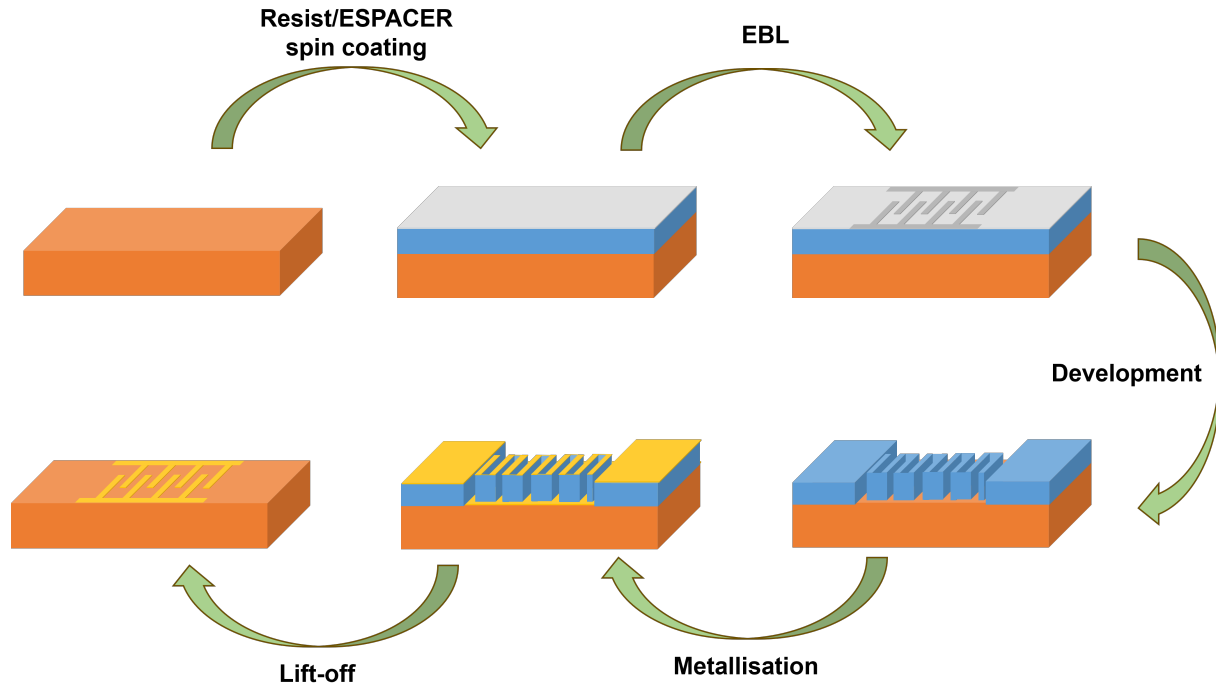 Resist/ESPACER
spin coating
EBL
Development
Metallisation
Lift-off